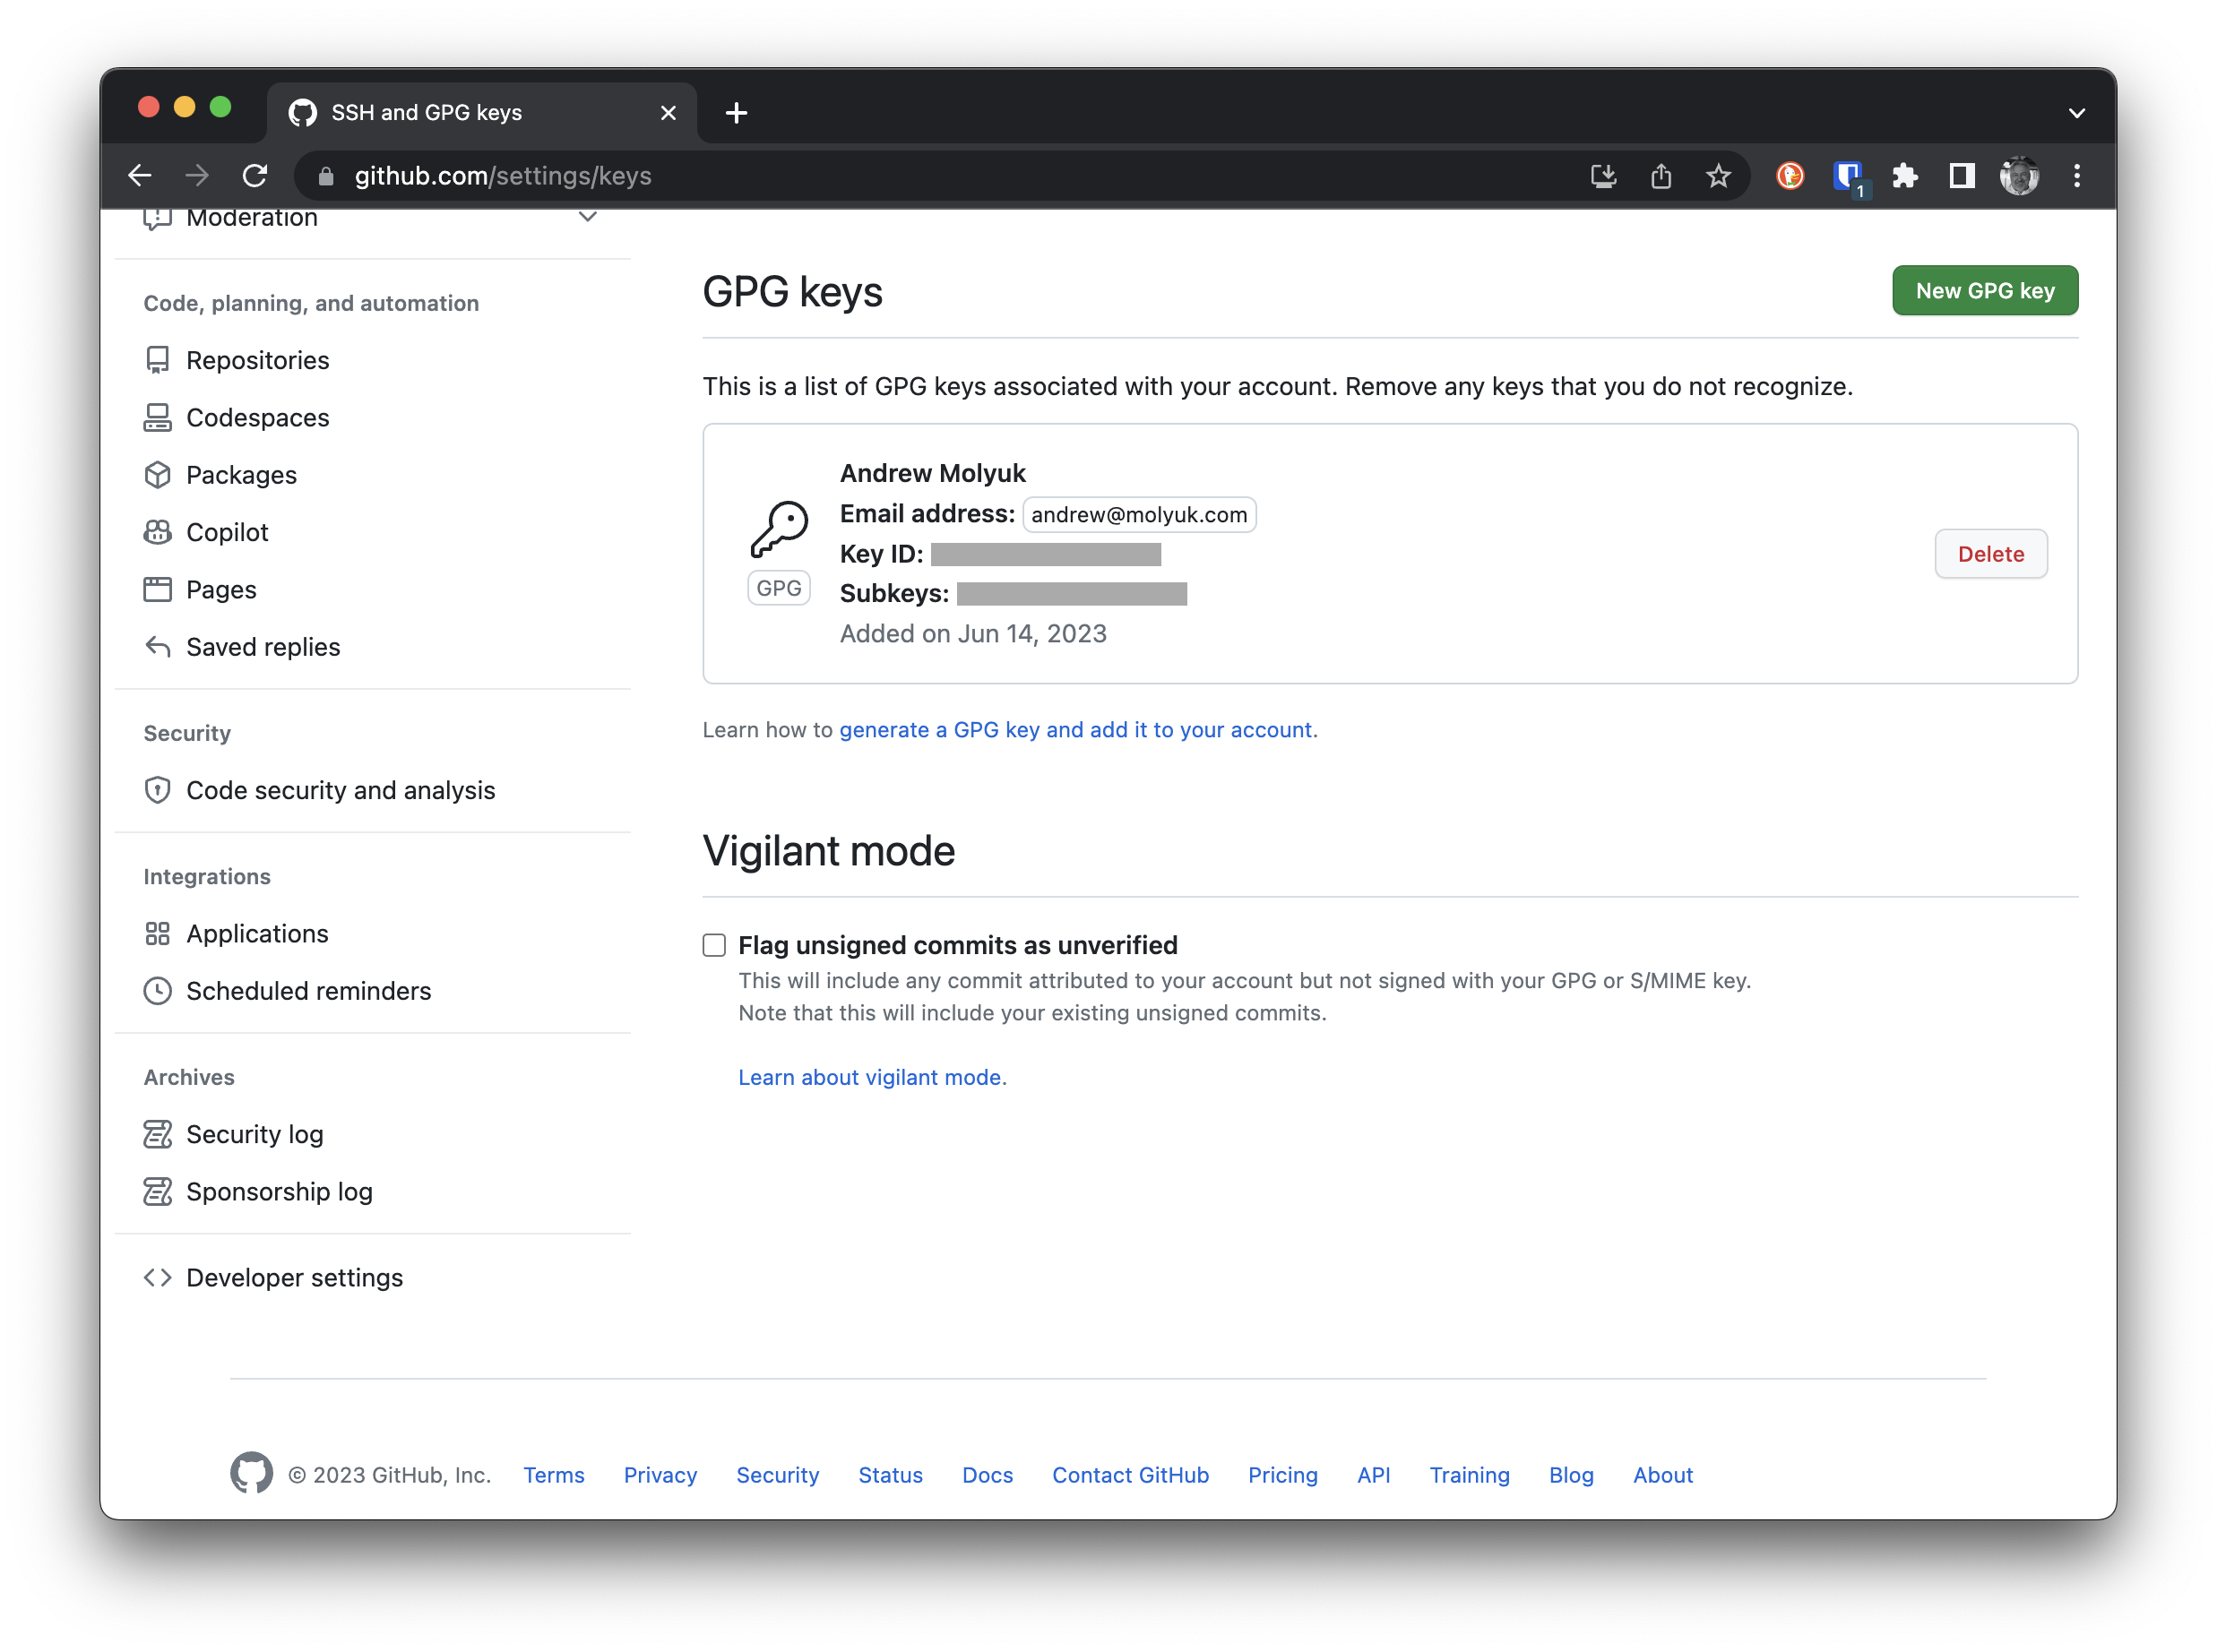 SSH and GPG keys
github.com/settings/keys
1
Moderation
Code, planning, and automation
Repositories
Codespaces
Packages
Copilot
Pages
Saved replies
Security
Code security and analysis
Integrations
Applications
Scheduled reminders
Archives
Security log
Sponsorship log
Developer settings
GPG keys
New GPG key
This is a list of GPG keys associated with your account. Remove any keys that you do not recognize.
Andrew Molyuk
Email address: andrew@molyuk.com
Key ID:
GPG
Subkeys:
Added on Jun 14, 2023
Delete
Learn how to generate a GPG key and add it to your account.
Vigilant mode
Flag unsigned commits as unverified
This will include any commit attributed to your account but not signed with your GPG or S/MIME key.
Note that this will include your existing unsigned commits.
Learn about vigilant mode.
© 2023 GitHub, Inc. Terms Privacy Security Status Docs Contact GitHub Pricing API Training Blog About